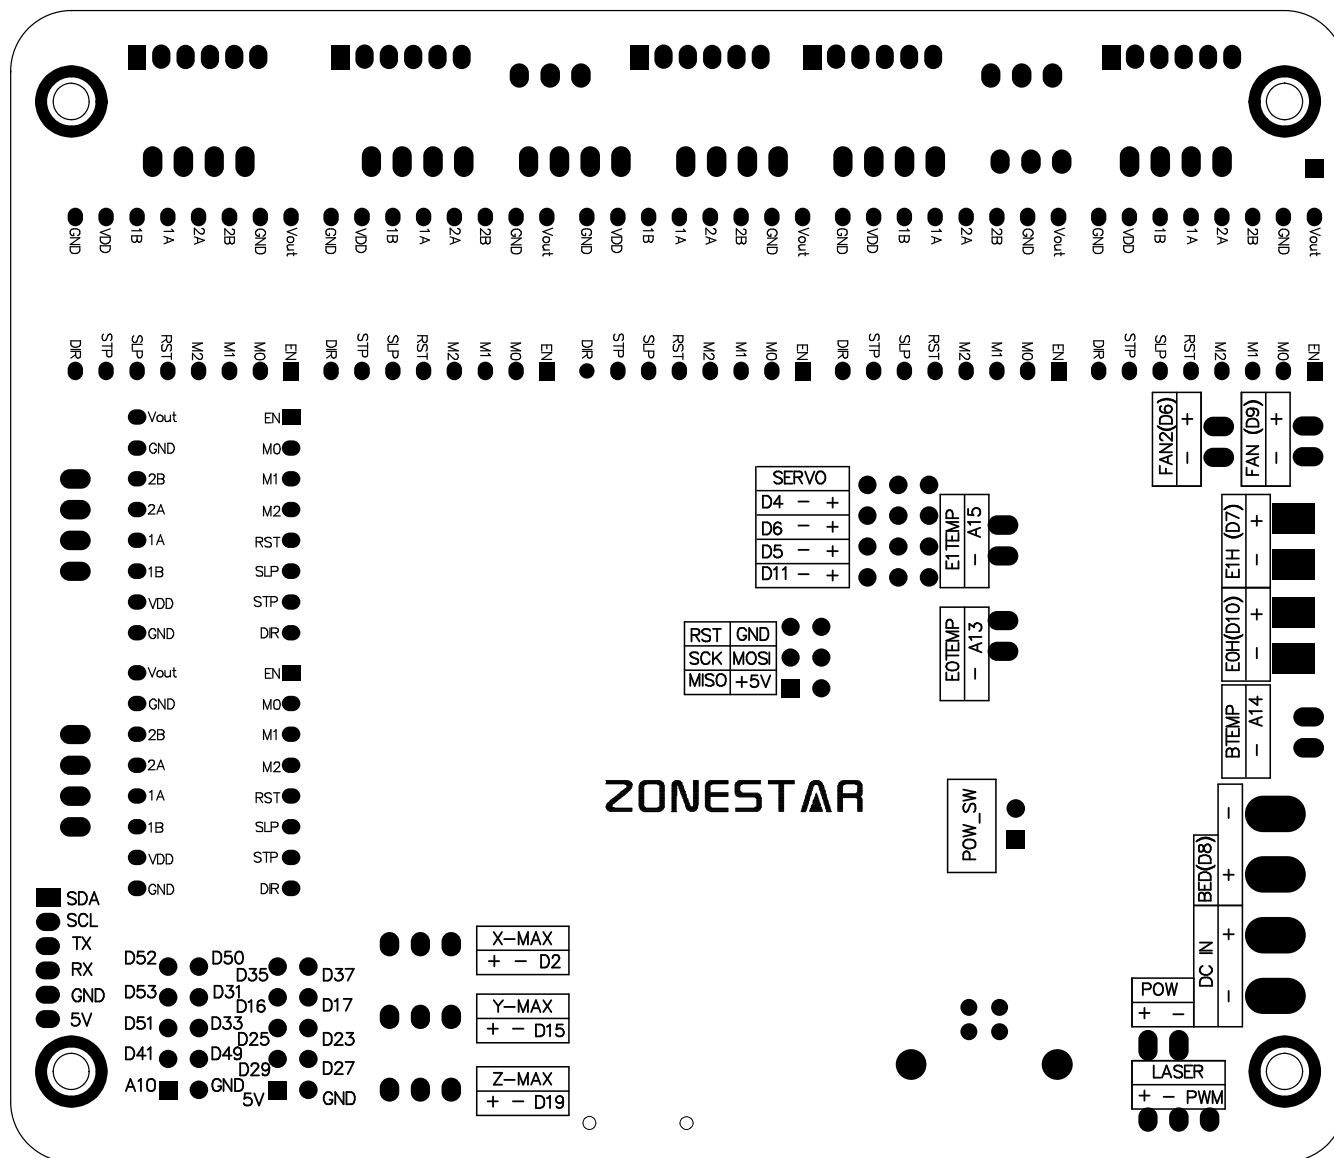 GND VDD 1B 1A 2A 2B GND Vout GND VDD 1B 1A 2A 2B GND Vout GND VDD 1B 1A 2A 2B GND Vout GND VDD 1B 1A 2A 2B GND Vout GND VDD 1B 1A 2A 2B GND Vout
DIR STP SLP RST M2 M1 M0 EN DIR STP SLP RST M2 M1 M0 EN DIR STP SLP RST M2 M1 M0 EN DIR STP SLP RST M2 M1 M0 EN DIR STP SLP RST M2 M1 M0 EN
Vout EN
GND M0
2B M1
2A M2
1A RST
1B SLP
VDD STP
GND DIR
Vout EN
GND M0
2B M1
2A M2
1A RST
1B SLP
VDD STP
GND DIR
FAN2(D6)
- +
FAN (D9)
- +
SERVO
D4 - +
D6 - +
D5 - +
D11 - +
E1TEMP
- A15
E1H (D7)
- +
E0TEMP
- A13
E0H(D10)
- +
RST GND
SCK MOSI
MISO +5V
BTEMP
- A14
ZONESTAR
POW_SW
BED(D8)
+ -
DC IN
- +
SDA
SCL
TX
RX
GND
5V
D52 D50 D35 D37
D53 D31 D16 D17
D51 D33 D25 D23
D41 D49 D29 D27
A10 GND 5V GND
X-MAX
+ - D2
Y-MAX
+ - D15
Z-MAX
+ - D19
POW
+ -
LASER
+ - PWM